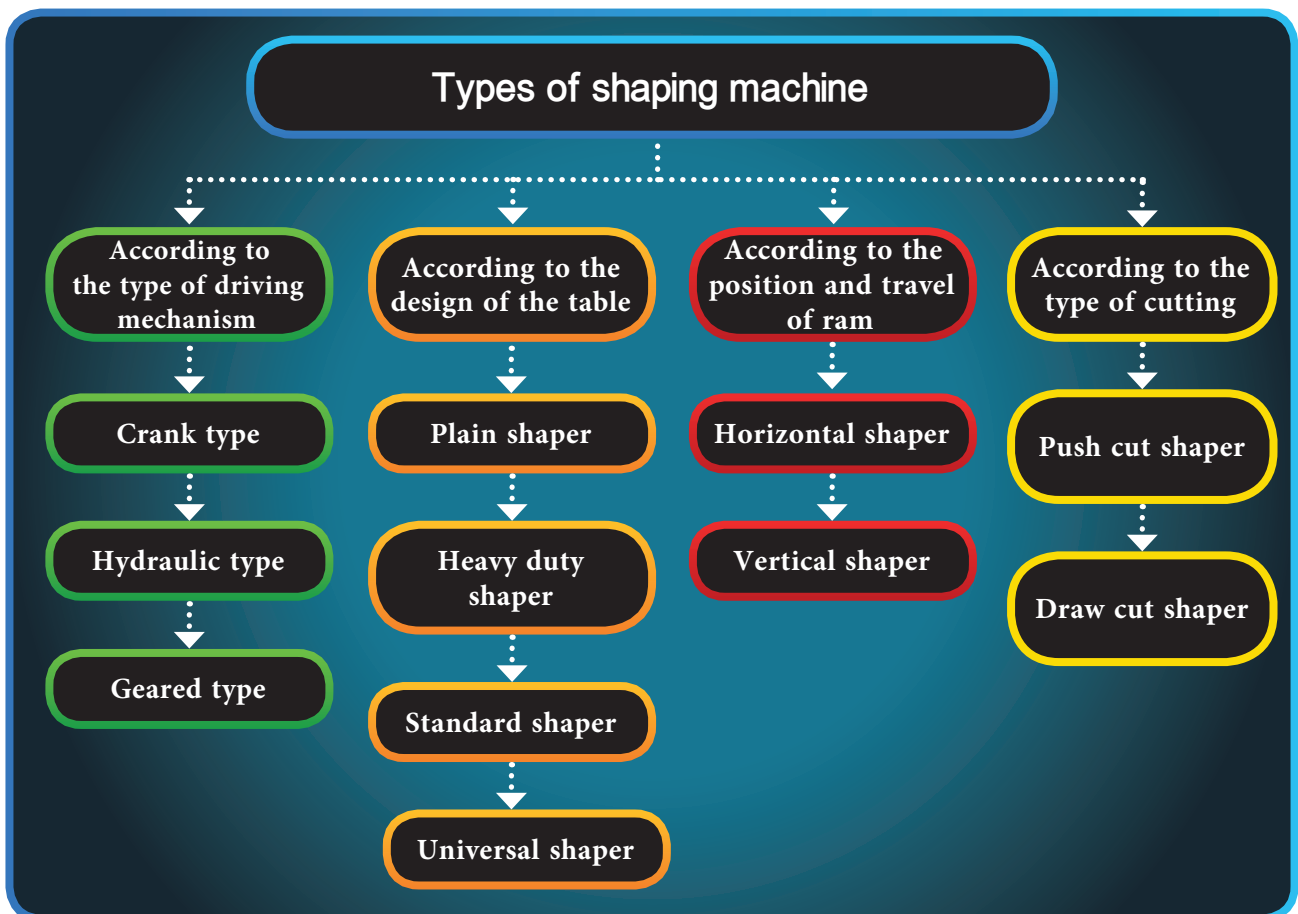 Types of shaping machine
According to
the type of driving
mechanism
Crank type
Hydraulic type
Geared type
According to the
design of the table
Plain shaper
Heavy duty
shaper
Standard shaper
Universal shaper
According to the
position and travel
of ram
Horizontal shaper
Vertical shaper
According to the
type of cutting
Push cut shaper
Draw cut shaper